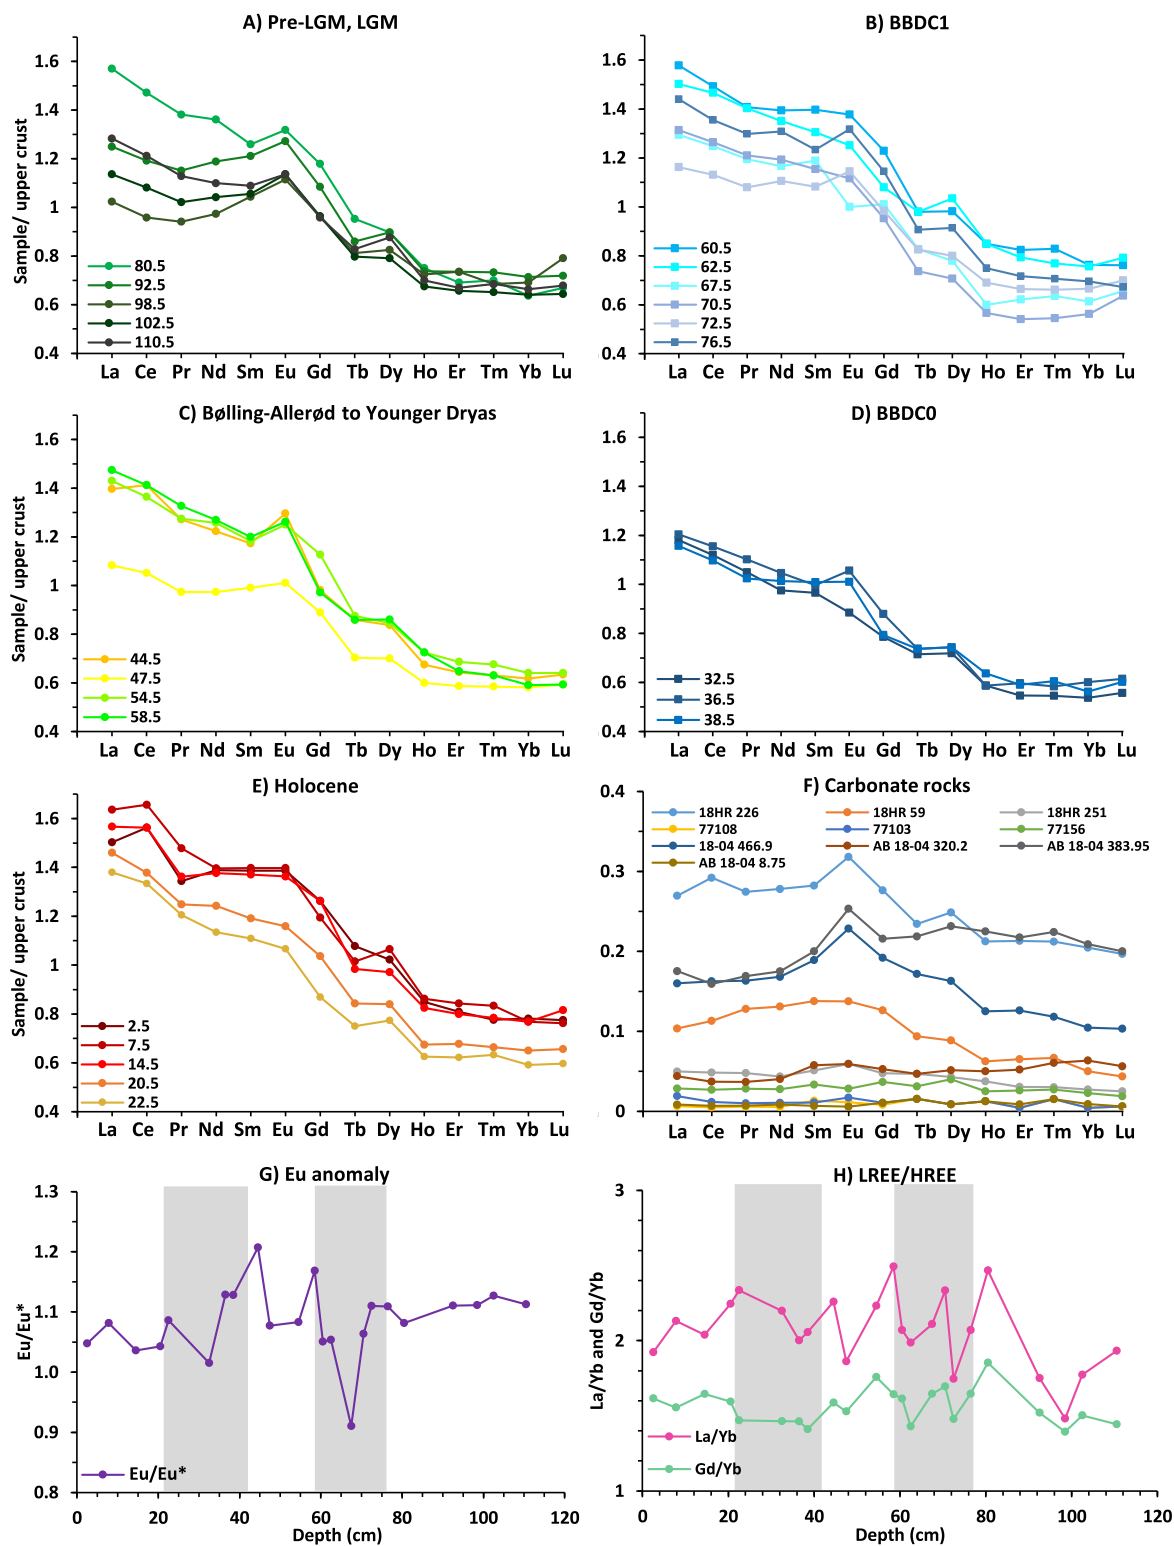 A) Pre-LGM, LGM
Sample/ upper crust
1.6
1.4
1.2
1
0.8
0.6
0.4
80.5
92.5
98.5
102.5
110.5
La Ce Pr Nd Sm Eu Gd Tb Dy Ho Er Tm Yb Lu
B) BBDC1
1.6
1.4
1.2
1
0.8
0.6
0.4
60.5
62.5
67.5
70.5
72.5
76.5
La Ce Pr Nd Sm Eu Gd Tb Dy Ho Er Tm Yb Lu
C) Bølling-Allerød to Younger Dryas
Sample/ upper crust
1.6
1.4
1.2
1
0.8
0.6
0.4
44.5
47.5
54.5
58.5
La Ce Pr Nd Sm Eu Gd Tb Dy Ho Er Tm Yb Lu
D) BBDC0
1.6
1.4
1.2
1
0.8
0.6
0.4
32.5
36.5
38.5
La Ce Pr Nd Sm Eu Gd Tb Dy Ho Er Tm Yb Lu
E) Holocene
Sample/ upper crust
1.6
1.4
1.2
1
0.8
0.6
0.4
2.5
7.5
14.5
20.5
22.5
La Ce Pr Nd Sm Eu Gd Tb Dy Ho Er Tm Yb Lu
F) Carbonate rocks
0.4
0.3
0.2
0.1
0
18HR 226 18HR 59 18HR 251
77108 77103 77156
18-04 466.9 AB 18-04 320.2 AB 18-04 383.95
AB 18-04 8.75
La Ce Pr Nd Sm Eu Gd Tb Dy Ho Er Tm Yb Lu
G) Eu anomaly
Eu/Eu*
1.3
1.2
1.1
1.0
0.9
0.8
Eu/Eu*
0 20 40 60 80 100 120
Depth (cm)
H) LREE/HREE
La/Yb and Gd/Yb
3
2
1
La/Yb
Gd/Yb
0 20 40 60 80 100 120
Depth (cm)